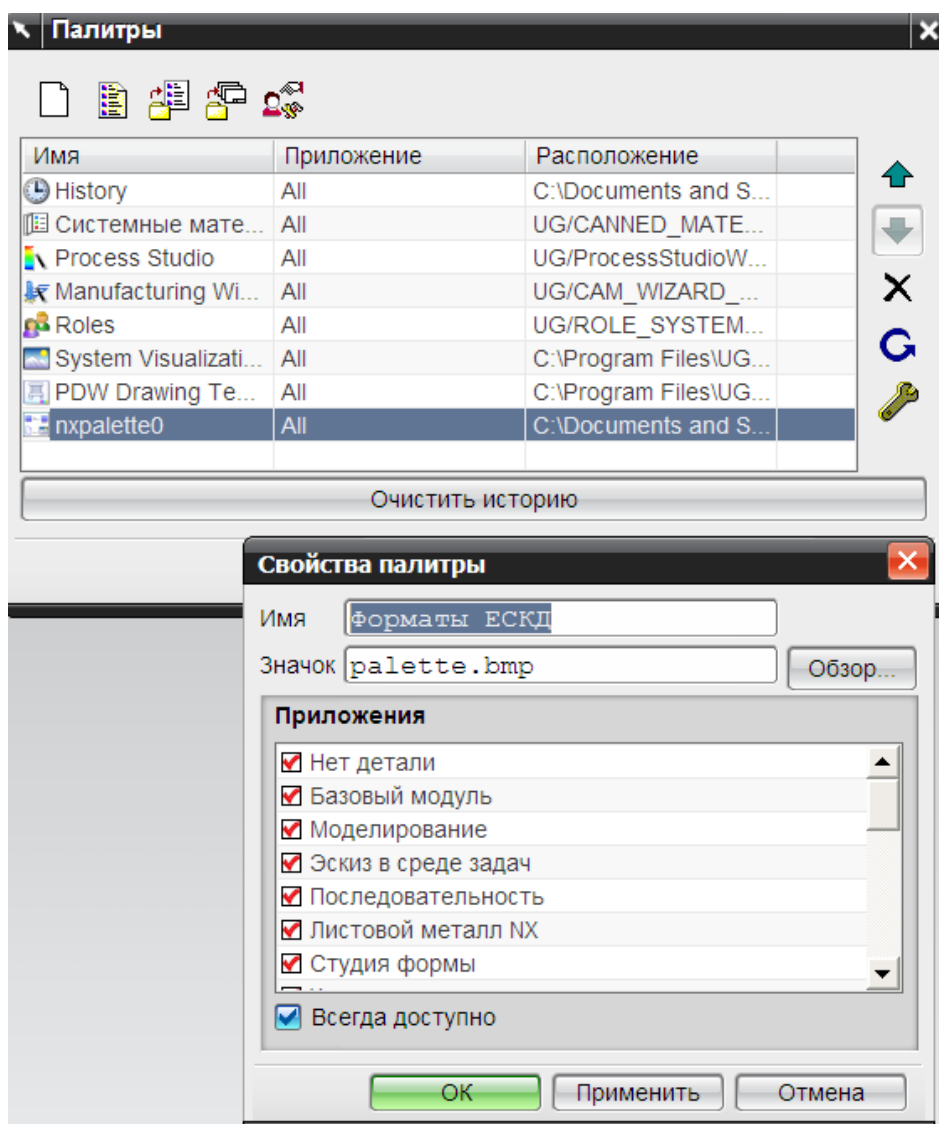 Палитры
Имя Приложение Расположение
History All C:\Documents and S...
Системные мате... All UG/CANNED_MATE...
Process Studio All UG/ProcessStudioW...
Manufacturing Wi... All UG/CAM_WIZARD_...
Roles All UG/ROLE_SYSTEM...
System Visualizati... All C:\Program Files\UG...
PDW Drawing Te... All C:\Program Files\UG...
nxpalette0 All C:\Documents and S...
Очистить историю
Свойства палитры
Имя Форматы ЕСКД
Значок palette.bmp Обзор...
Приложения
Нет детали
Базовый модуль
Моделирование
Эскиз в среде задач
Последовательность
Листовой металл NX
Студия формы
Всегда доступно
ОК Применить Отмена